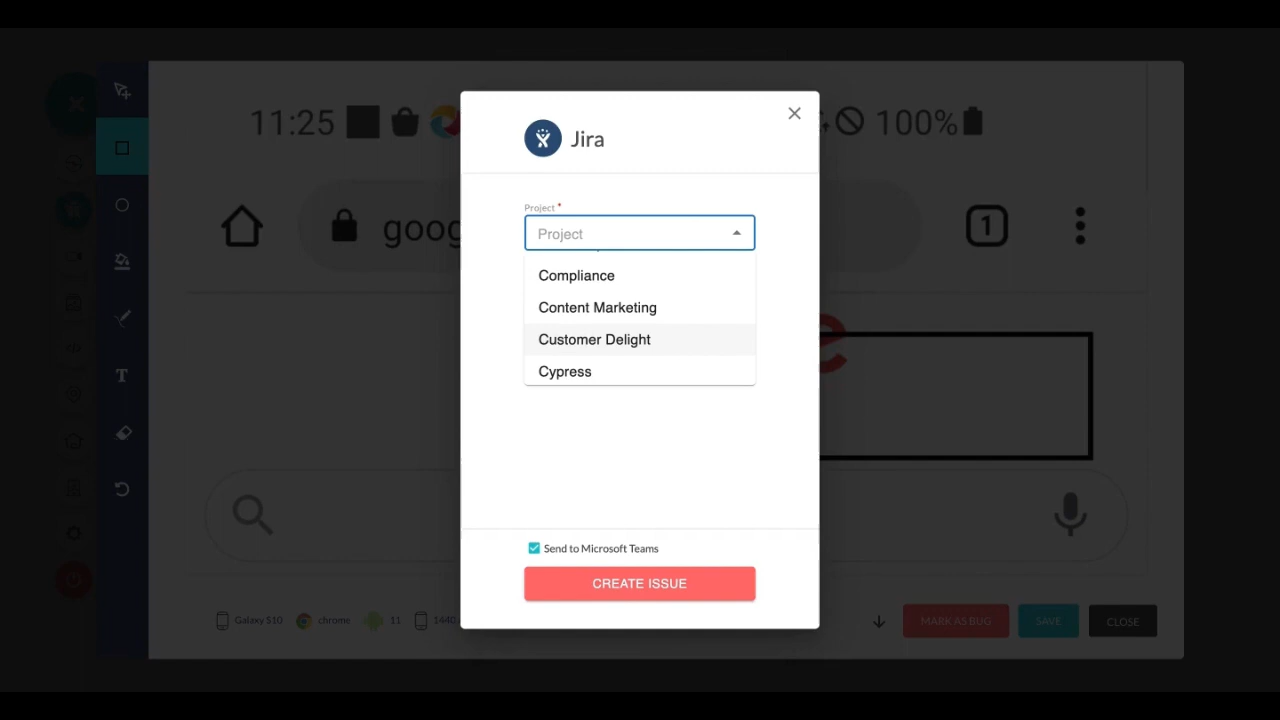 11:25
100%
Jira
Project *
goog
1
Project
Compliance
Content Marketing
e
Customer Delight
Cypress
T
Send to Microsoft Teams
CREATE ISSUE
Galaxy S10 chrome 11 1440
MARK AS BUG SAVE CLOSE